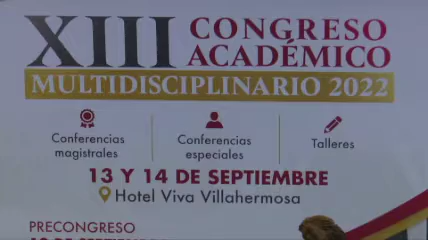 XIII CONGRESO
ACADÉMICO
MULTIDISCIPLINARIO 2022
Conferencias
magistrales
Conferencias
especiales
Talleres
13 Y 14 DE SEPTIEMBRE
Hotel Viva Villahermosa
PRECONGRESO